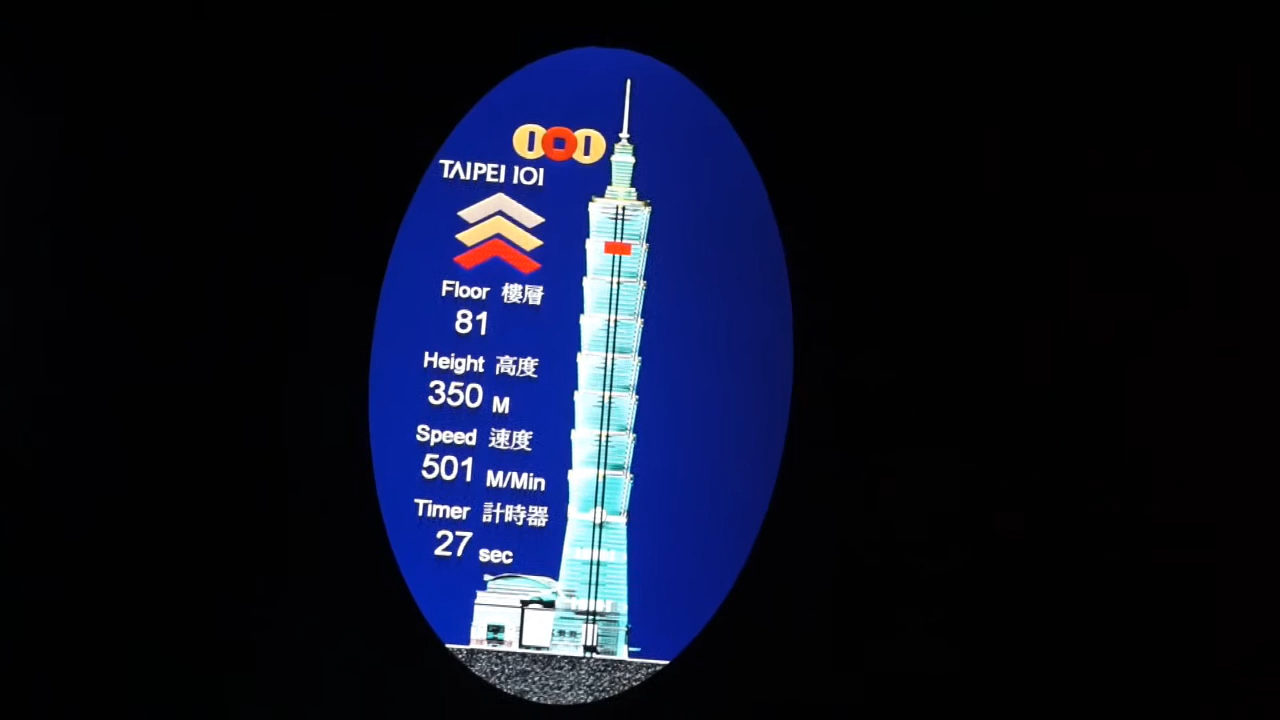 TAIPEI 101
Floor 樓層
81
Height 高度
350 M
Speed 速度
501 M/Min
Timer 計時器
27 sec